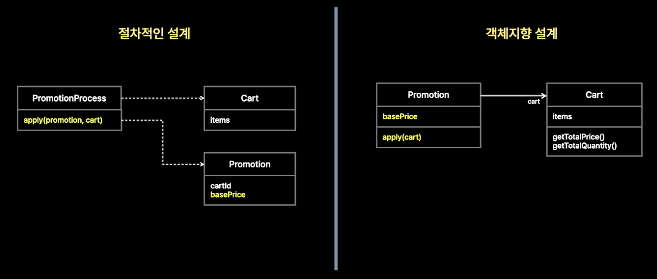 절차적인 설계
PromotionProcess
apply(promotion, cart)
Cart
items
Promotion
cartId
basePrice
객체지향 설계
Promotion
basePrice
apply(cart)
cart
Cart
items
getTotalPrice()
getTotalQuantity()